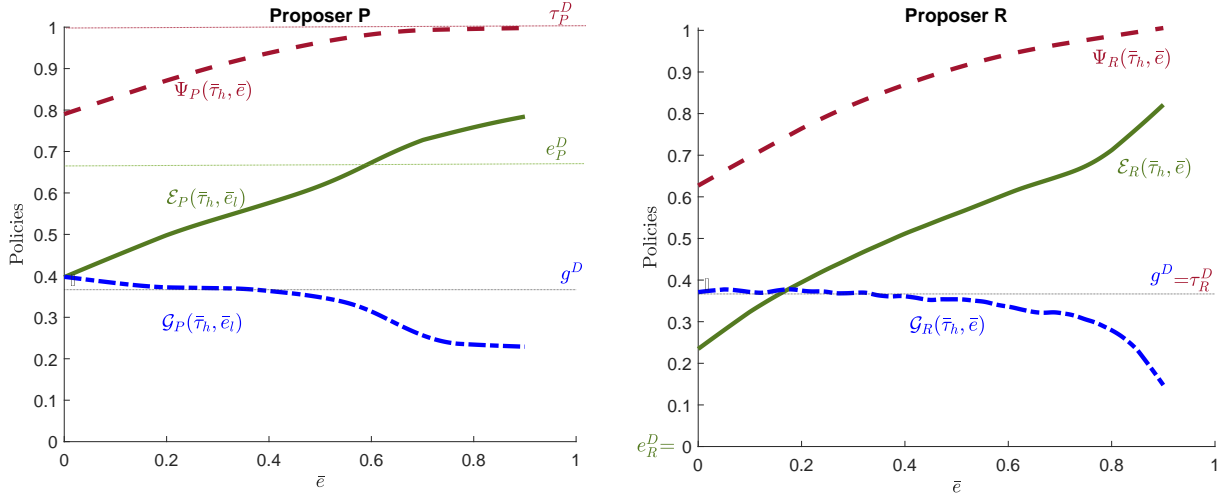 Proposer P
τ_P^D
1
0.9
Ψ_P(τ̄_h, ē)
0.8
0.7
e_P^D
0.6
ℰ_P(τ̄_h, ē_l)
0.5
Policies
0.4
g^D
0.3
𝒢_P(τ̄_h, ē_l)
0.2
0.1
0
0 0.2 0.4 0.6 0.8 1
ē
Proposer R
1
Ψ_R(τ̄_h, ē)
0.9
0.8
0.7
ℰ_R(τ̄_h, ē)
0.6
0.5
Policies
0.4
g^D=τ_R^D
0.3
𝒢_R(τ̄_h, ē)
0.2
0.1
e_R^D= 0
0 0.2 0.4 0.6 0.8 1
ē